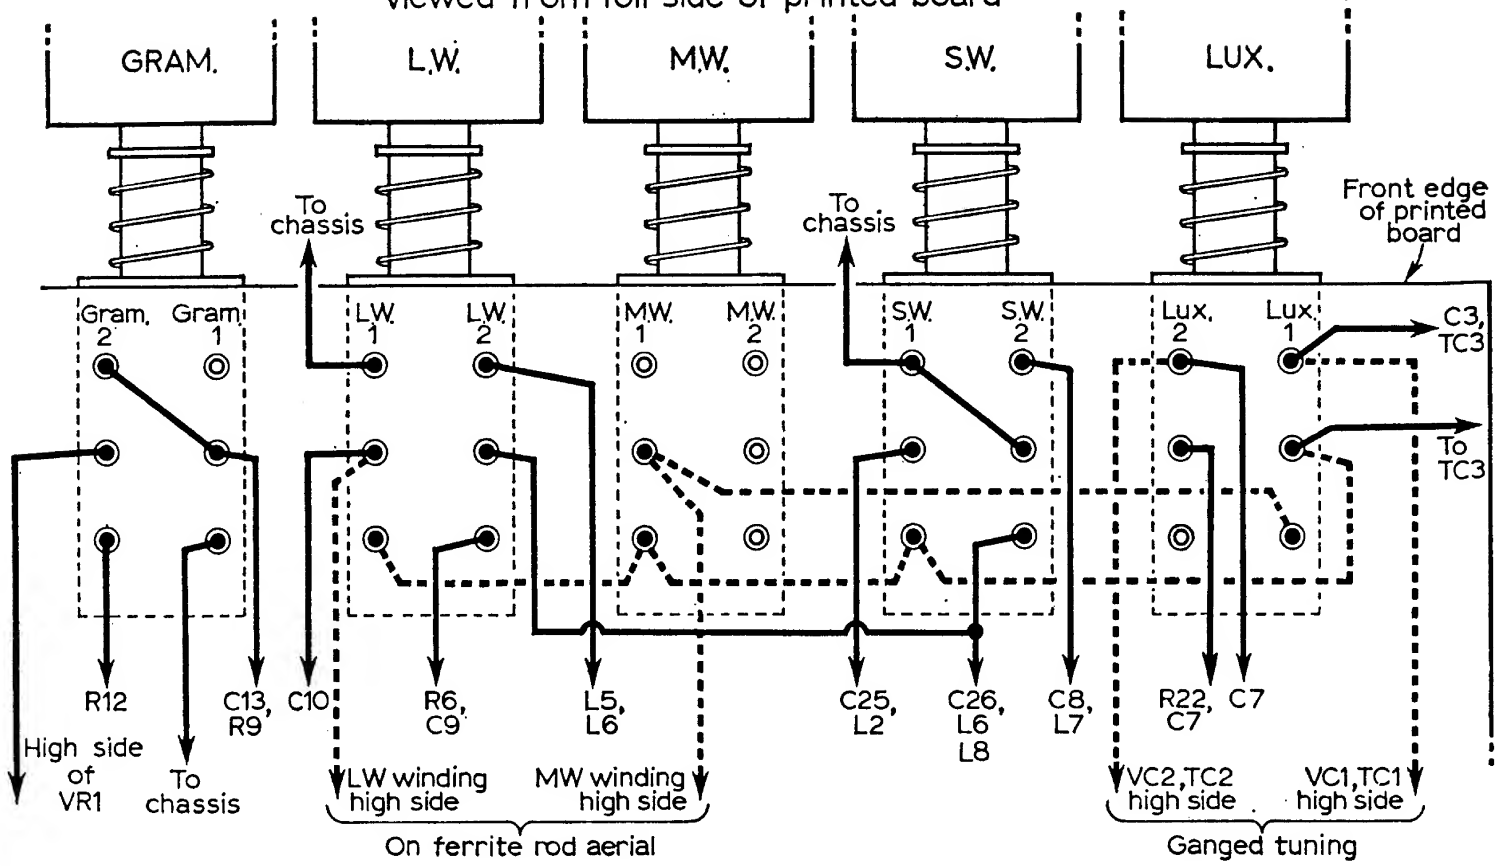 viewed from foil side of printed board
GRAM.
L.W.
M.W.
S.W.
LUX.
To
chassis
To
chassis
Front edge
of printed
board
Gram.
2
Gram
1
L.W.
1
L.W.
2
M.W.
1
M.W.
2
S.W.
1
S.W.
2
Lux.
2
Lux.
1
C3,
TC3
To
TC3
R12
C13,
R9
C10
R6,
C9
L5,
L6
C25,
L2
C26,
L6
L8
C8,
L7
R22,
C7
C7
High side
of
VR1
To
chassis
LW winding
high side
MW winding
high side
VC2,TC2
high side
VC1,TC1
high side
On ferrite rod aerial
Ganged tuning